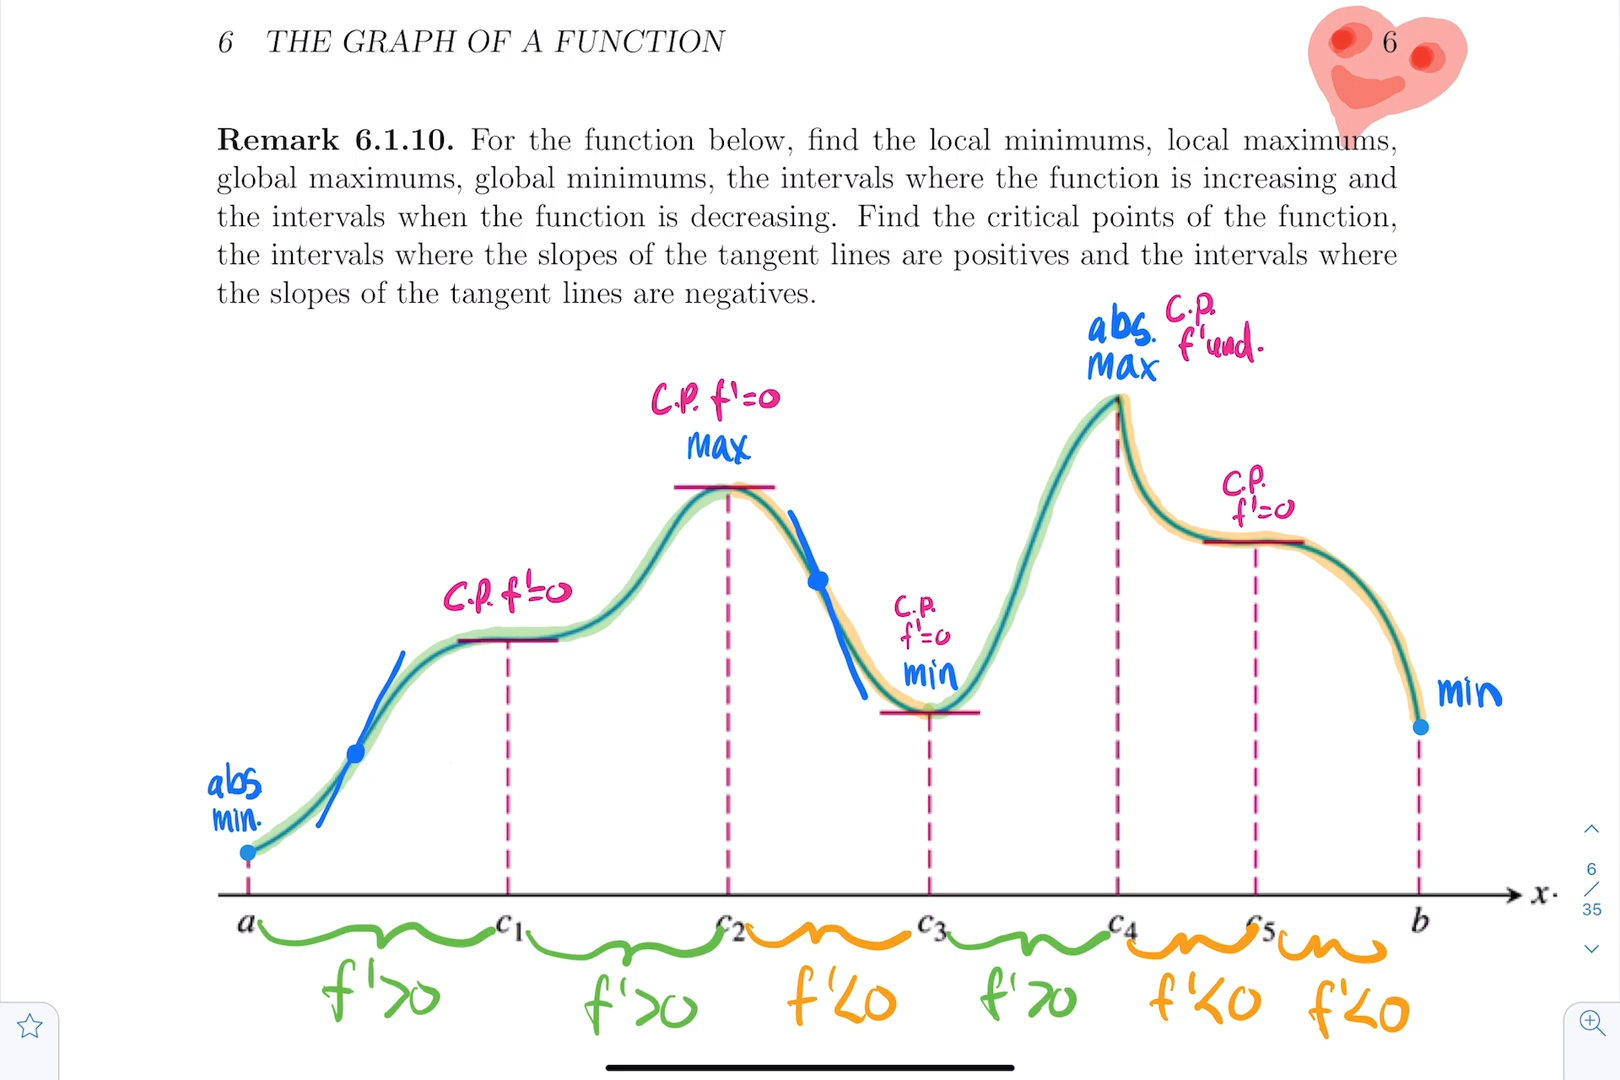 6 THE GRAPH OF A FUNCTION 6
Remark 6.1.10. For the function below, find the local minimums, local maximums,
global maximums, global minimums, the intervals where the function is increasing and
the intervals when the function is decreasing. Find the critical points of the function,
the intervals where the slopes of the tangent lines are positives and the intervals where
the slopes of the tangent lines are negatives.
abs. max
C.P. f' und.
C.P. f'=0
max
C.P. f'=0
C.P. f'=0
C.P. f'=0
min
min
abs min.
x
a c₁ c₂ c₃ c₄ c₅ b
f'>0 f'>0 f'<0 f'>0 f'<0 f'<0
6
/
35